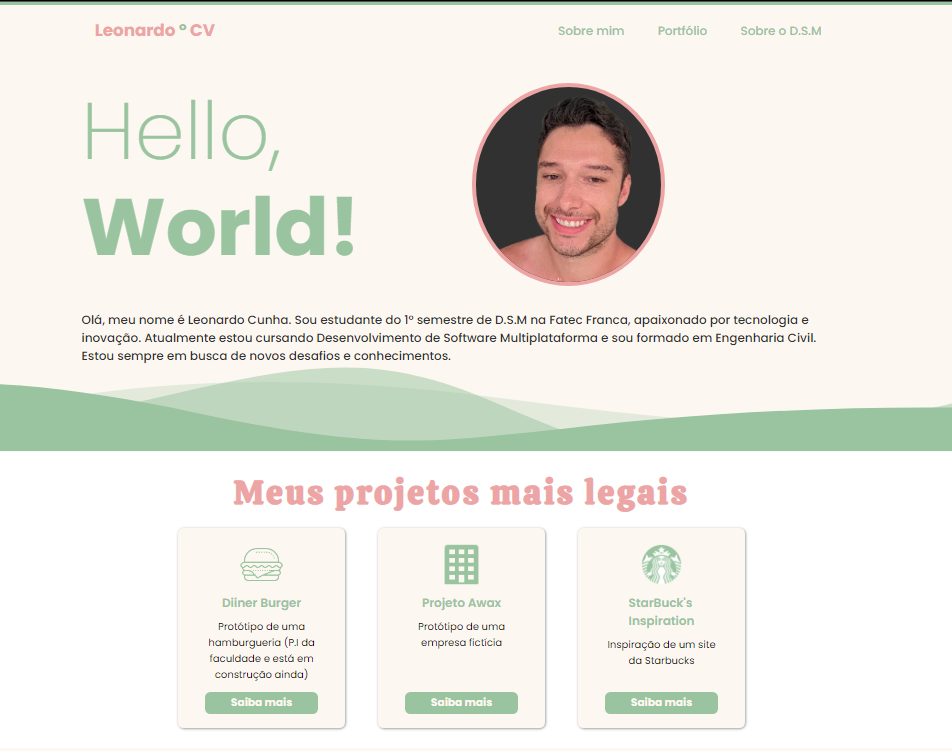 Leonardo ° CV
Sobre mim Portfólio Sobre o D.S.M
Hello,
World!
Olá, meu nome é Leonardo Cunha. Sou estudante do 1º semestre de D.S.M na Fatec Franca, apaixonado por tecnologia e
inovação. Atualmente estou cursando Desenvolvimento de Software Multiplataforma e sou formado em Engenharia Civil.
Estou sempre em busca de novos desafios e conhecimentos.
Meus projetos mais legais
Diiner Burger
Protótipo de uma
hamburgueria (P.I da
faculdade e está em
construção ainda)
Saiba mais
Projeto Awax
Protótipo de uma
empresa fictícia
Saiba mais
StarBuck's
Inspiration
Inspiração de um site
da Starbucks
Saiba mais